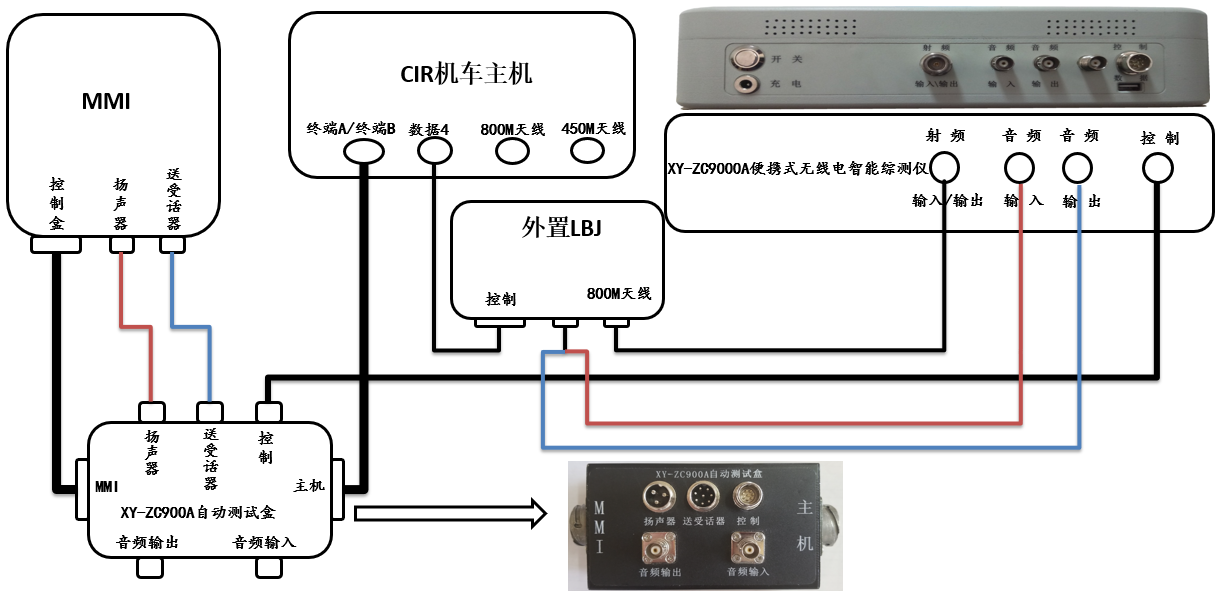 MMI
控制盒
扬声器
送受话器
CIR机车主机
终端A/终端B
数据4
800M天线
450M天线
开 关
充 电
射 频
输入\输出
音 频
输 入
音 频
输 出
控 制
XY-ZC9000A便携式无线电智能综测仪
射 频
输入/输出
音 频
输 入
音 频
输 出
控 制
外置LBJ
控制
800M天线
扬声器
送受话器
控制
MMI
主机
XY-ZC900A自动测试盒
音频输出
音频输入
XY-ZC900A自动测试盒
MMI
扬声器
送受话器
控制
主机
音频输出
音频输入